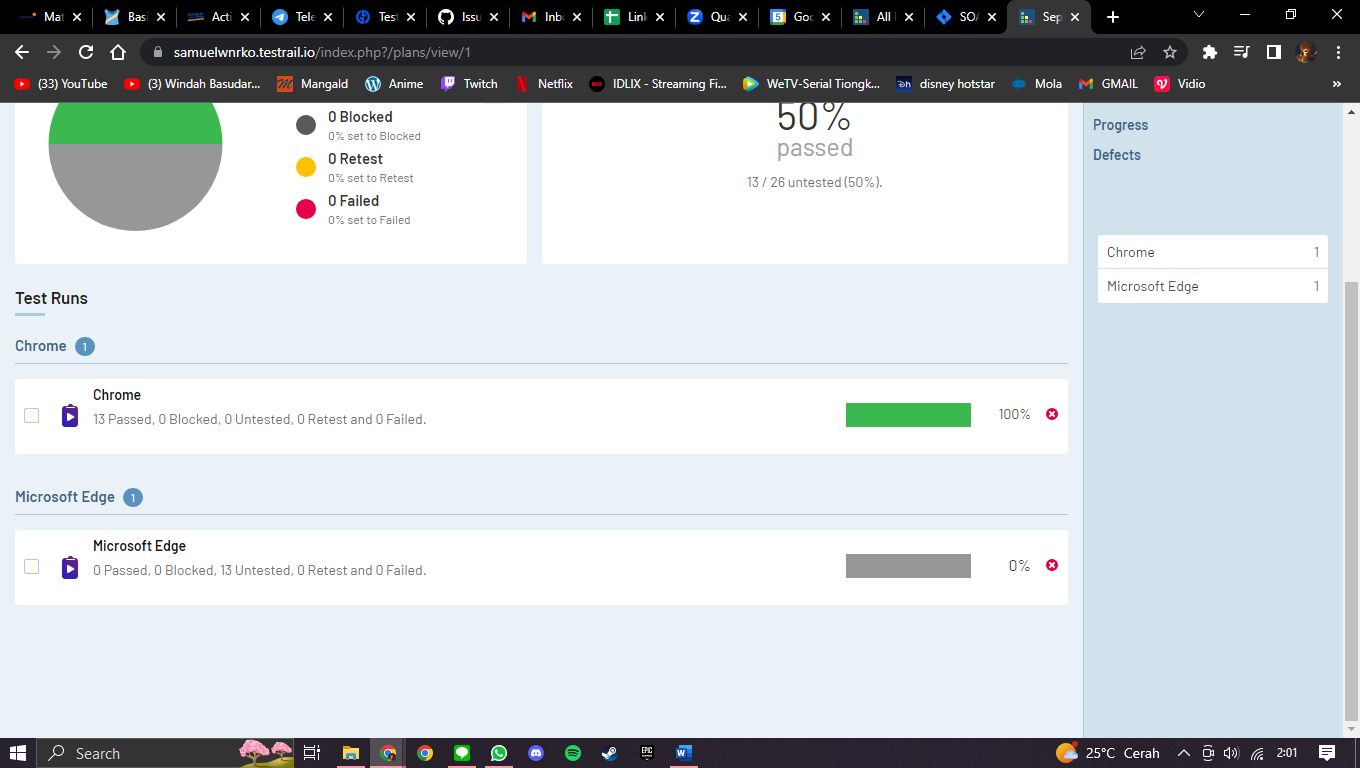 Mat
Basi
Acti
Tele
Test
Issu
Inbo
Link
Qua
Goo
All
SOA
Sep
samuelwnrko.testrail.io/index.php?/plans/view/1
(33) YouTube
(3) Windah Basudar...
Mangald
Anime
Twitch
Netflix
IDLIX - Streaming Fi...
WeTV-Serial Tiongk...
disney hotstar
Mola
GMAIL
Vidio
»
0 Blocked
0% set to Blocked
0 Retest
0% set to Retest
0 Failed
0% set to Failed
50%
passed
13 / 26 untested (50%).
Progress
Defects
Chrome 1
Microsoft Edge 1
Test Runs
Chrome 1
Chrome
13 Passed, 0 Blocked, 0 Untested, 0 Retest and 0 Failed.
100%
Microsoft Edge 1
Microsoft Edge
0 Passed, 0 Blocked, 13 Untested, 0 Retest and 0 Failed.
0%
Search
25°C Cerah
2:01